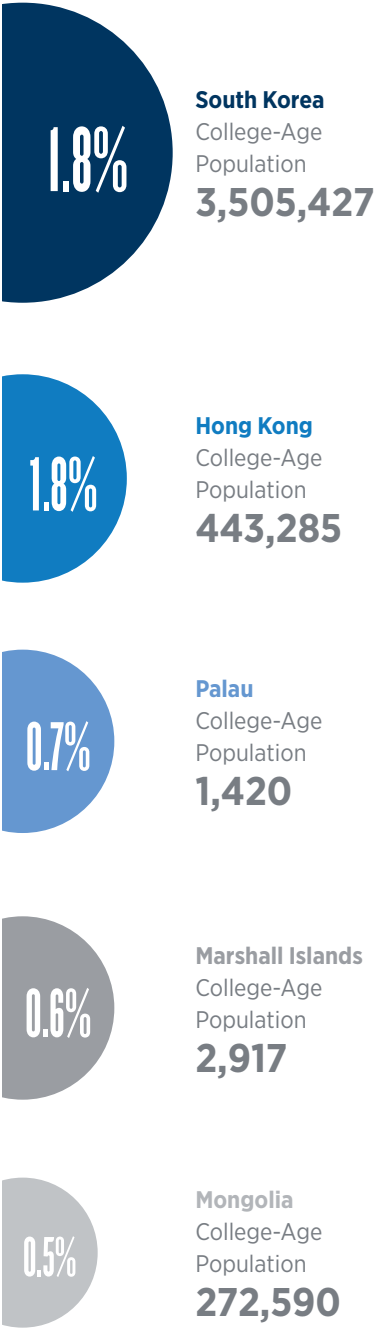 1.8%
South Korea
College-Age
Population
3,505,427
1.8%
Hong Kong
College-Age
Population
443,285
0.7%
Palau
College-Age
Population
1,420
0.6%
Marshall Islands
College-Age
Population
2,917
0.5%
Mongolia
College-Age
Population
272,590